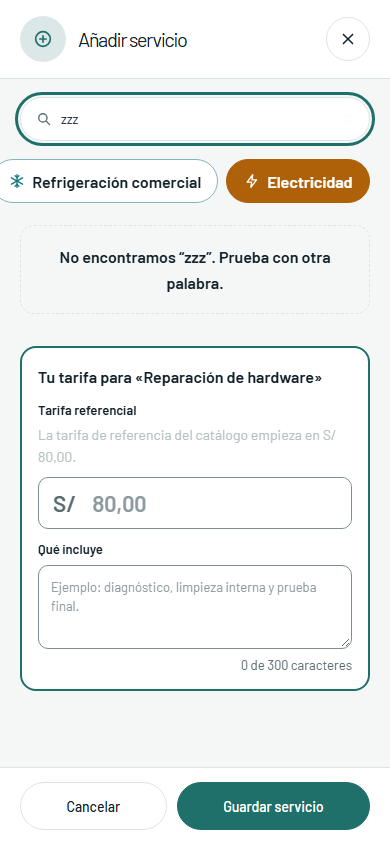 Añadir servicio
zzz
Refrigeración comercial
Electricidad
No encontramos “zzz”. Prueba con otra
palabra.
Tu tarifa para «Reparación de hardware»
Tarifa referencial
La tarifa de referencia del catálogo empieza en S/
80,00.
S/ 80,00
Qué incluye
Ejemplo: diagnóstico, limpieza interna y prueba
final.
0 de 300 caracteres
Cancelar
Guardar servicio